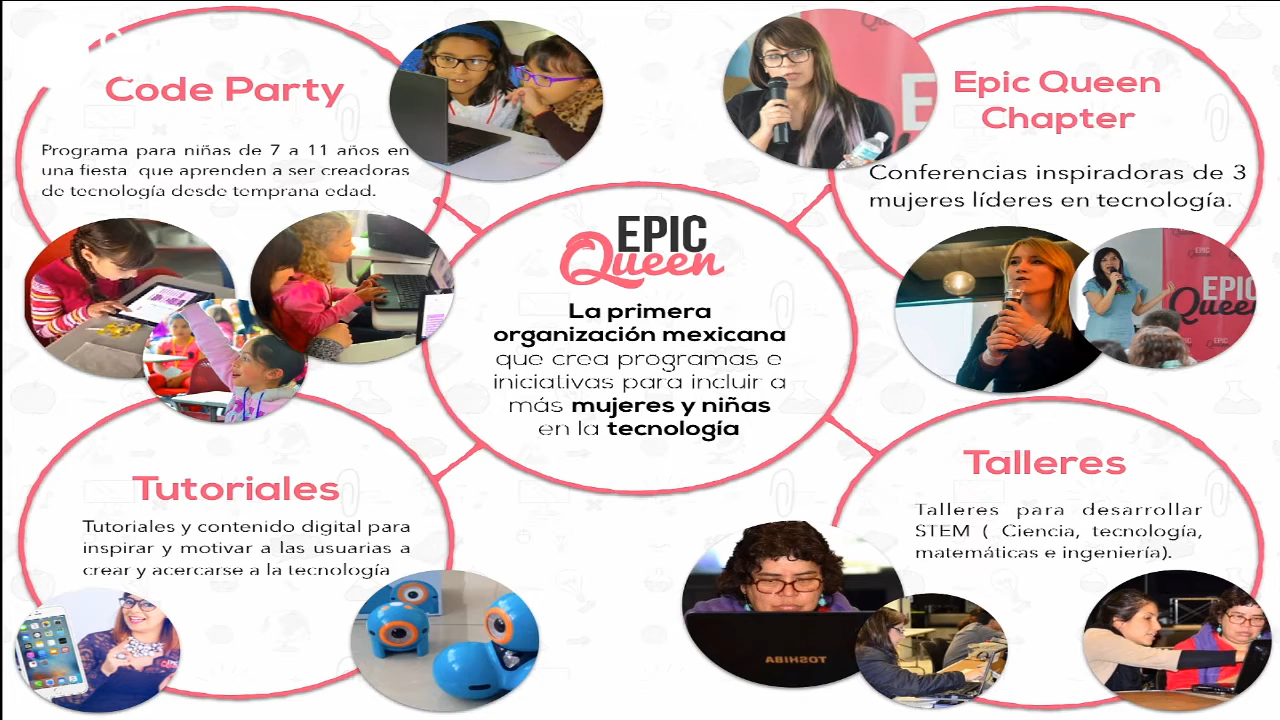 Code Party
Programa para niñas de 7 a 11 años en
una fiesta que aprenden a ser creadoras
de tecnología desde temprana edad.
Epic Queen
Chapter
Conferencias inspiradoras de 3
mujeres líderes en tecnología.
EPIC
Queen
La primera
organización mexicana
que crea programas e
iniciativas para incluir a
más mujeres y niñas
en la tecnología
EPIC
Queen
Tutoriales
Tutoriales y contenido digital para
inspirar y motivar a las usuarias a
crear y acercarse a la tecnología
Talleres
Talleres para desarrollar
STEM ( Ciencia, tecnología,
matemáticas e ingeniería).
TOSHIBA